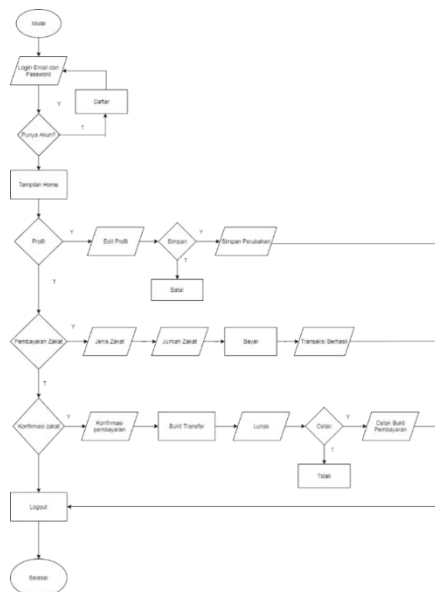 Mulai
Login Email dan
Password
Y
Daftar
Punya Akun?
T
Tampilan Home
Profil
Y
Edit Profil
Simpan
Y
Simpan Perubahan
T
T
Batal
Pembayaran Zakat
Y
Jenis Zakat
Jumlah Zakat
Bayar
Transaksi Berhasil
T
Konfirmasi zakat
Y
Konfirmasi
pembayaran
Bukti Transfer
Lunas
Cetak
Y
Cetak Bukti
Pembayaran
T
Tidak
Logout
Selesai